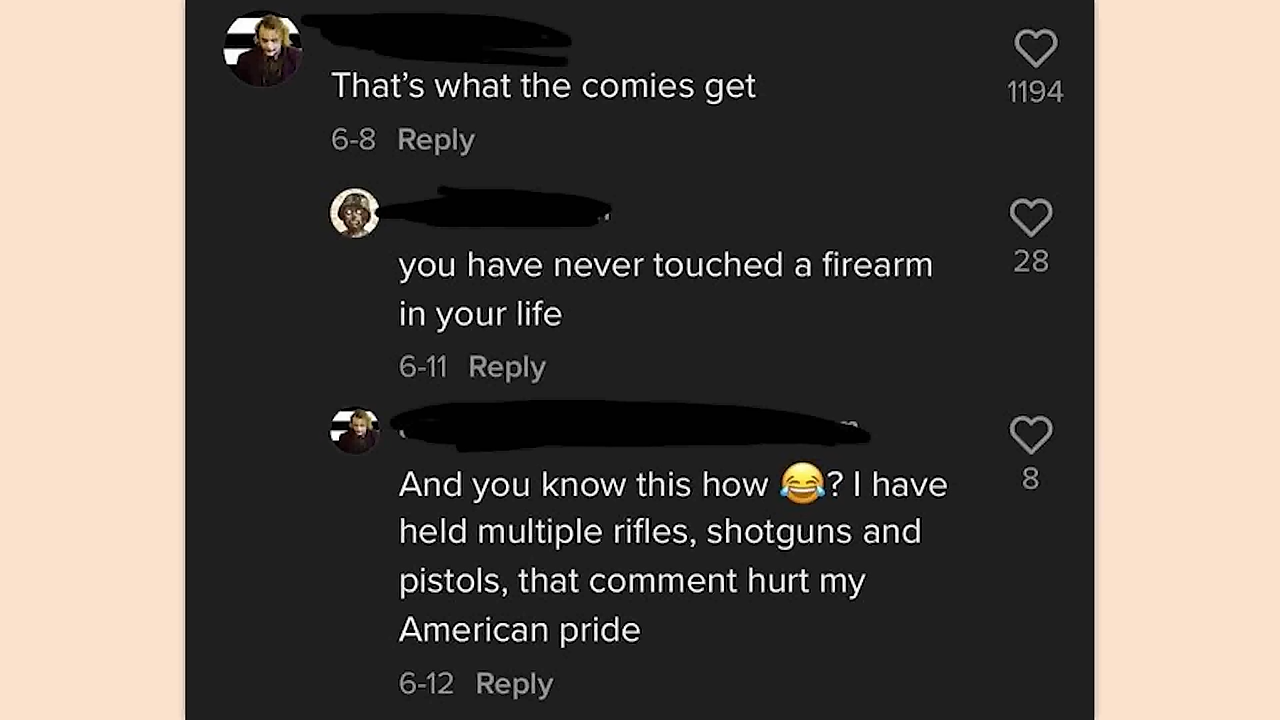 That's what the comies get
1194
6-8 Reply
28
you have never touched a firearm
in your life
6-11 Reply
8
And you know this how 😂? I have
held multiple rifles, shotguns and
pistols, that comment hurt my
American pride
6-12 Reply